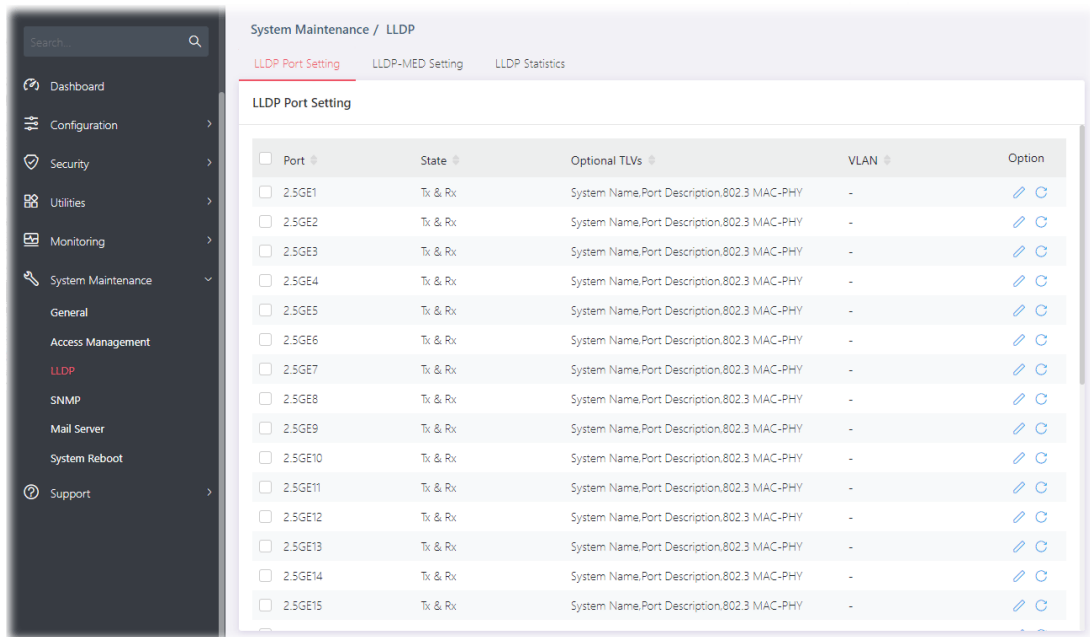 Search...
Dashboard
Configuration
Security
Utilities
Monitoring
System Maintenance
General
Access Management
LLDP
SNMP
Mail Server
System Reboot
Support
System Maintenance / LLDP
LLDP Port Setting LLDP-MED Setting LLDP Statistics
LLDP Port Setting
Port State Optional TLVs VLAN Option
2.5GE1 Tx & Rx System Name,Port Description,802.3 MAC-PHY -
2.5GE2 Tx & Rx System Name,Port Description,802.3 MAC-PHY -
2.5GE3 Tx & Rx System Name,Port Description,802.3 MAC-PHY -
2.5GE4 Tx & Rx System Name,Port Description,802.3 MAC-PHY -
2.5GE5 Tx & Rx System Name,Port Description,802.3 MAC-PHY -
2.5GE6 Tx & Rx System Name,Port Description,802.3 MAC-PHY -
2.5GE7 Tx & Rx System Name,Port Description,802.3 MAC-PHY -
2.5GE8 Tx & Rx System Name,Port Description,802.3 MAC-PHY -
2.5GE9 Tx & Rx System Name,Port Description,802.3 MAC-PHY -
2.5GE10 Tx & Rx System Name,Port Description,802.3 MAC-PHY -
2.5GE11 Tx & Rx System Name,Port Description,802.3 MAC-PHY -
2.5GE12 Tx & Rx System Name,Port Description,802.3 MAC-PHY -
2.5GE13 Tx & Rx System Name,Port Description,802.3 MAC-PHY -
2.5GE14 Tx & Rx System Name,Port Description,802.3 MAC-PHY -
2.5GE15 Tx & Rx System Name,Port Description,802.3 MAC-PHY -